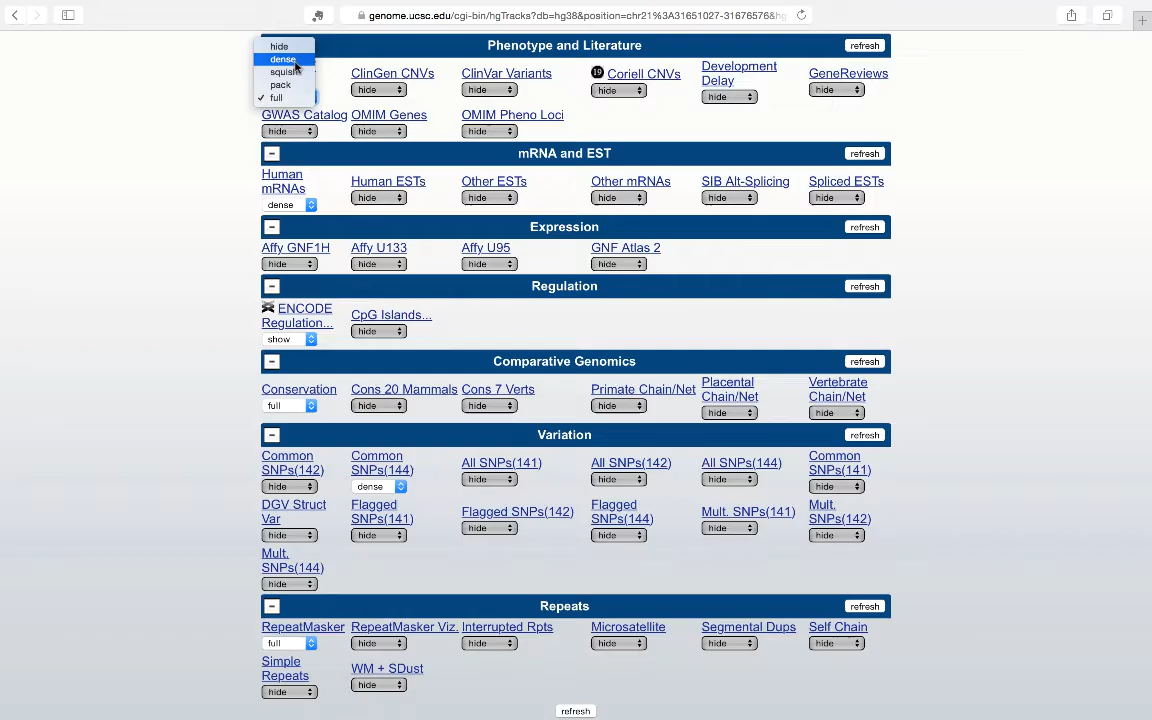 genome.ucsc.edu/cgi-bin/hgTracks?db=hg38&position=chr21%3A31651027-31676576&hg
Phenotype and Literature
refresh
hide
dense
squish
pack
✓ full
ClinGen CNVs
hide
ClinVar Variants
hide
19 Coriell CNVs
hide
Development
Delay
hide
GeneReviews
hide
GWAS Catalog
hide
OMIM Genes
hide
OMIM Pheno Loci
hide
- mRNA and EST
refresh
Human
mRNAs
dense
Human ESTs
hide
Other ESTs
hide
Other mRNAs
hide
SIB Alt-Splicing
hide
Spliced ESTs
hide
- Expression
refresh
Affy GNF1H
hide
Affy U133
hide
Affy U95
hide
GNF Atlas 2
hide
- Regulation
refresh
ENCODE
Regulation...
show
CpG Islands...
hide
- Comparative Genomics
refresh
Conservation
full
Cons 20 Mammals
hide
Cons 7 Verts
hide
Primate Chain/Net
hide
Placental
Chain/Net
hide
Vertebrate
Chain/Net
hide
- Variation
refresh
Common
SNPs(142)
hide
Common
SNPs(144)
dense
All SNPs(141)
hide
All SNPs(142)
hide
All SNPs(144)
hide
Common
SNPs(141)
hide
DGV Struct
Var
hide
Flagged
SNPs(141)
hide
Flagged SNPs(142)
hide
Flagged
SNPs(144)
hide
Mult. SNPs(141)
hide
Mult.
SNPs(142)
hide
Mult.
SNPs(144)
hide
- Repeats
refresh
RepeatMasker
full
RepeatMasker Viz.
hide
Interrupted Rpts
hide
Microsatellite
hide
Segmental Dups
hide
Self Chain
hide
Simple
Repeats
hide
WM + SDust
hide
refresh